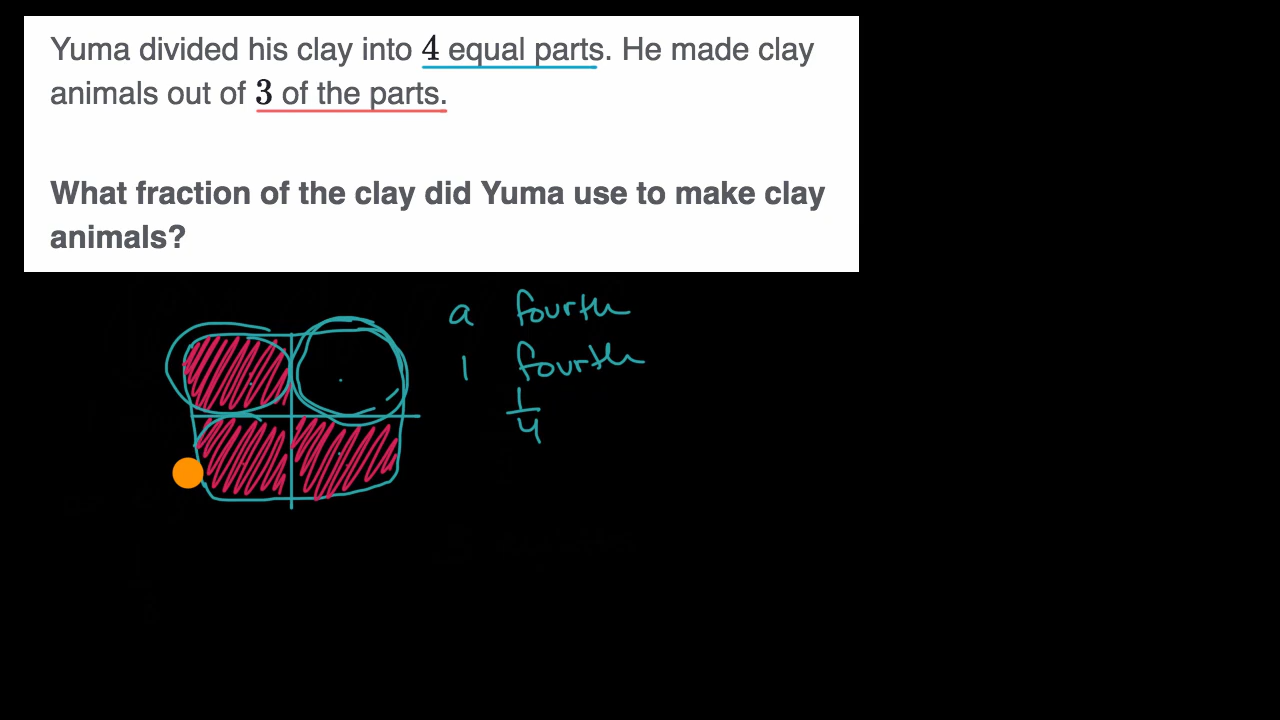 Yuma divided his clay into 4 equal parts. He made clay
animals out of 3 of the parts.
What fraction of the clay did Yuma use to make clay
animals?
a fourth
1 fourth
1/4